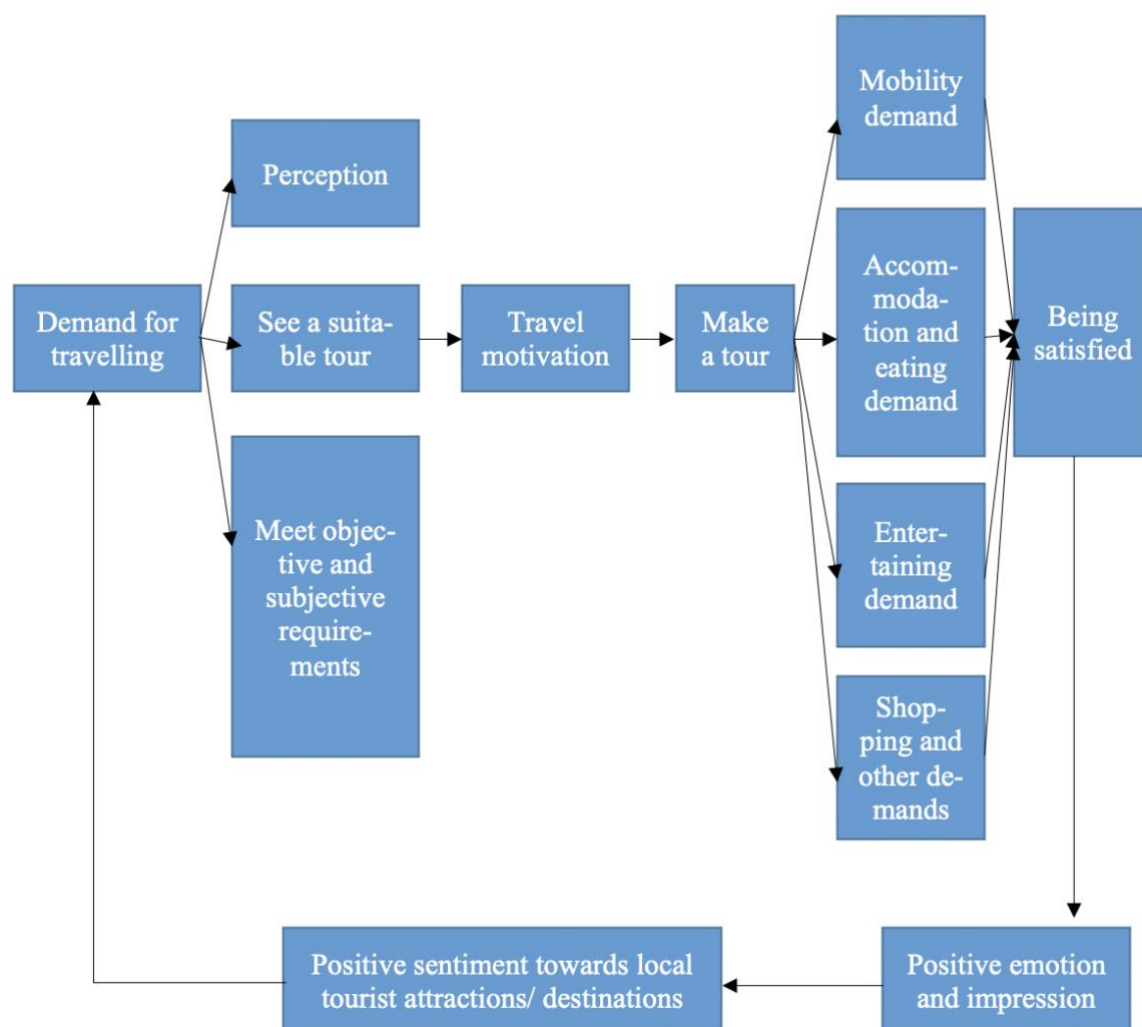 Mobility
demand
Perception
Demand for
travelling
See a suita-
ble tour
Travel
motivation
Make
a tour
Accom-
moda-
tion and
eating
demand
Being
satisfied
Meet objec-
tive and
subjective
require-
ments
Enter-
taining
demand
Shop-
ping and
other de-
mands
Positive sentiment towards local
tourist attractions/ destinations
Positive emotion
and impression